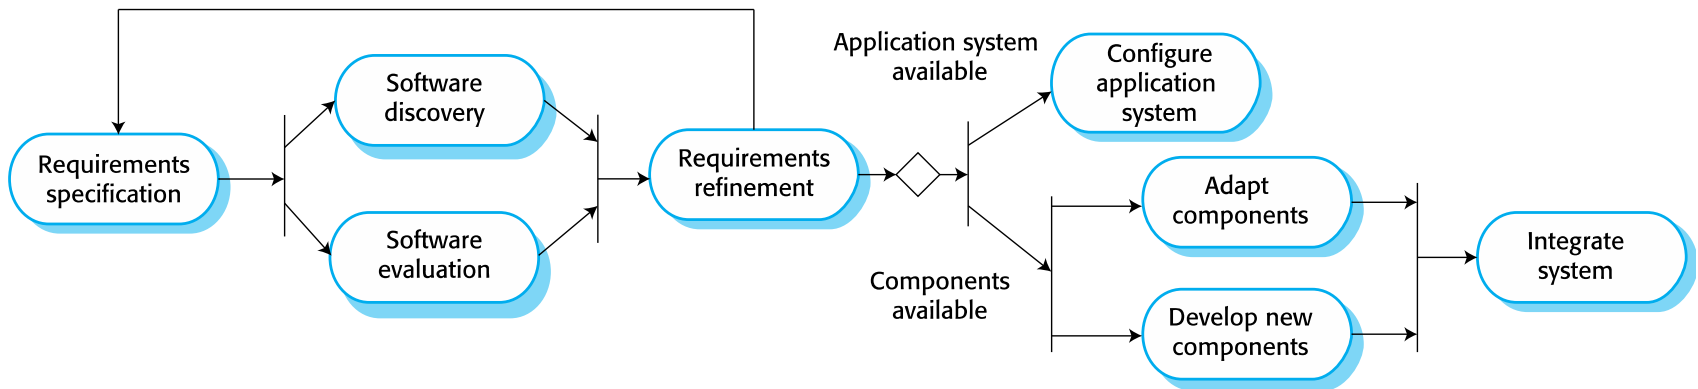 Requirements
specification
Software
discovery
Software
evaluation
Requirements
refinement
Application system
available
Configure
application
system
Components
available
Adapt
components
Develop new
components
Integrate
system